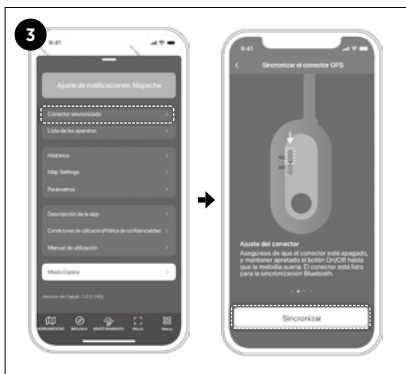 3
9:41
Ajuste de notificaciones: Mapache
Conector sincronizado
Lista de los aparatos
Histórico
Map Settings
Parámetros
Descripción de la app
Condiciones de utilización/Política de confidencialidad
Manual de utilización
Modo Espera
HERRAMIENTAS BRÚJULA ADIESTRAMIENTO VALLA Menú
9:41
Sincronizar el conector GPS
Ajuste del conector
Asegúrese de que el conector esté apagado,
y mantener apretado el botón On/Off hasta
que la melodía suena. El conector está listo
para la sincronización Bluetooth.
Sincronizar